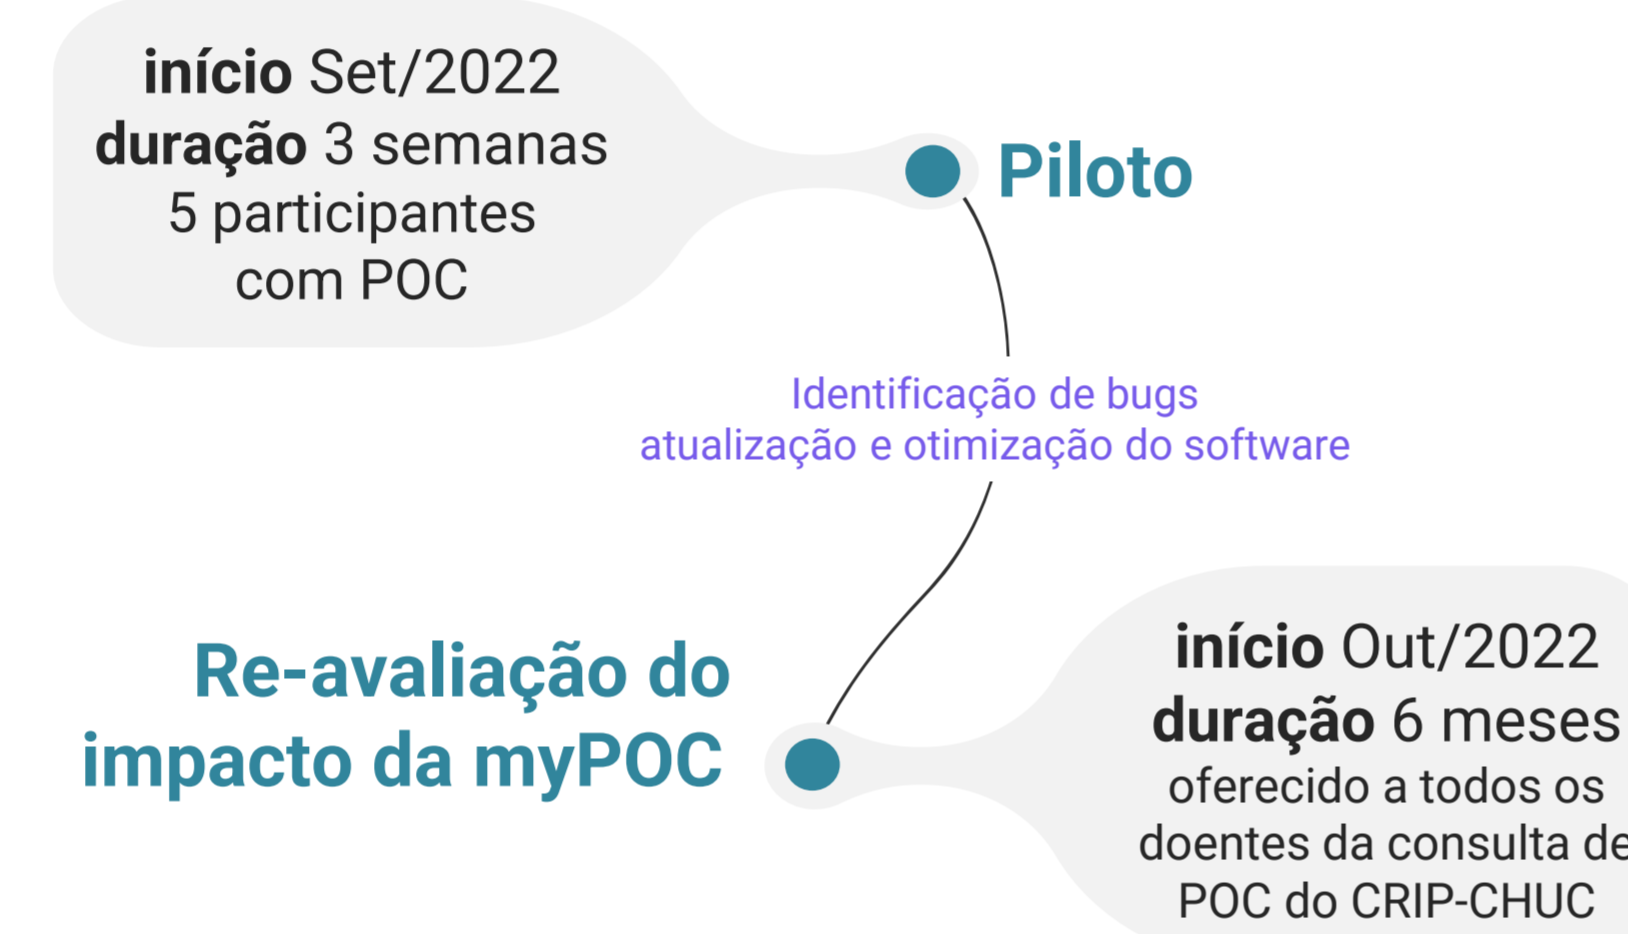 início Set/2022
duração 3 semanas
5 participantes
com POC
Piloto
Identificação de bugs
atualização e otimização do software
Re-avaliação do
impacto da myPOC
início Out/2022
duração 6 meses
oferecido a todos os
doentes da consulta de
POC do CRIP-CHUC